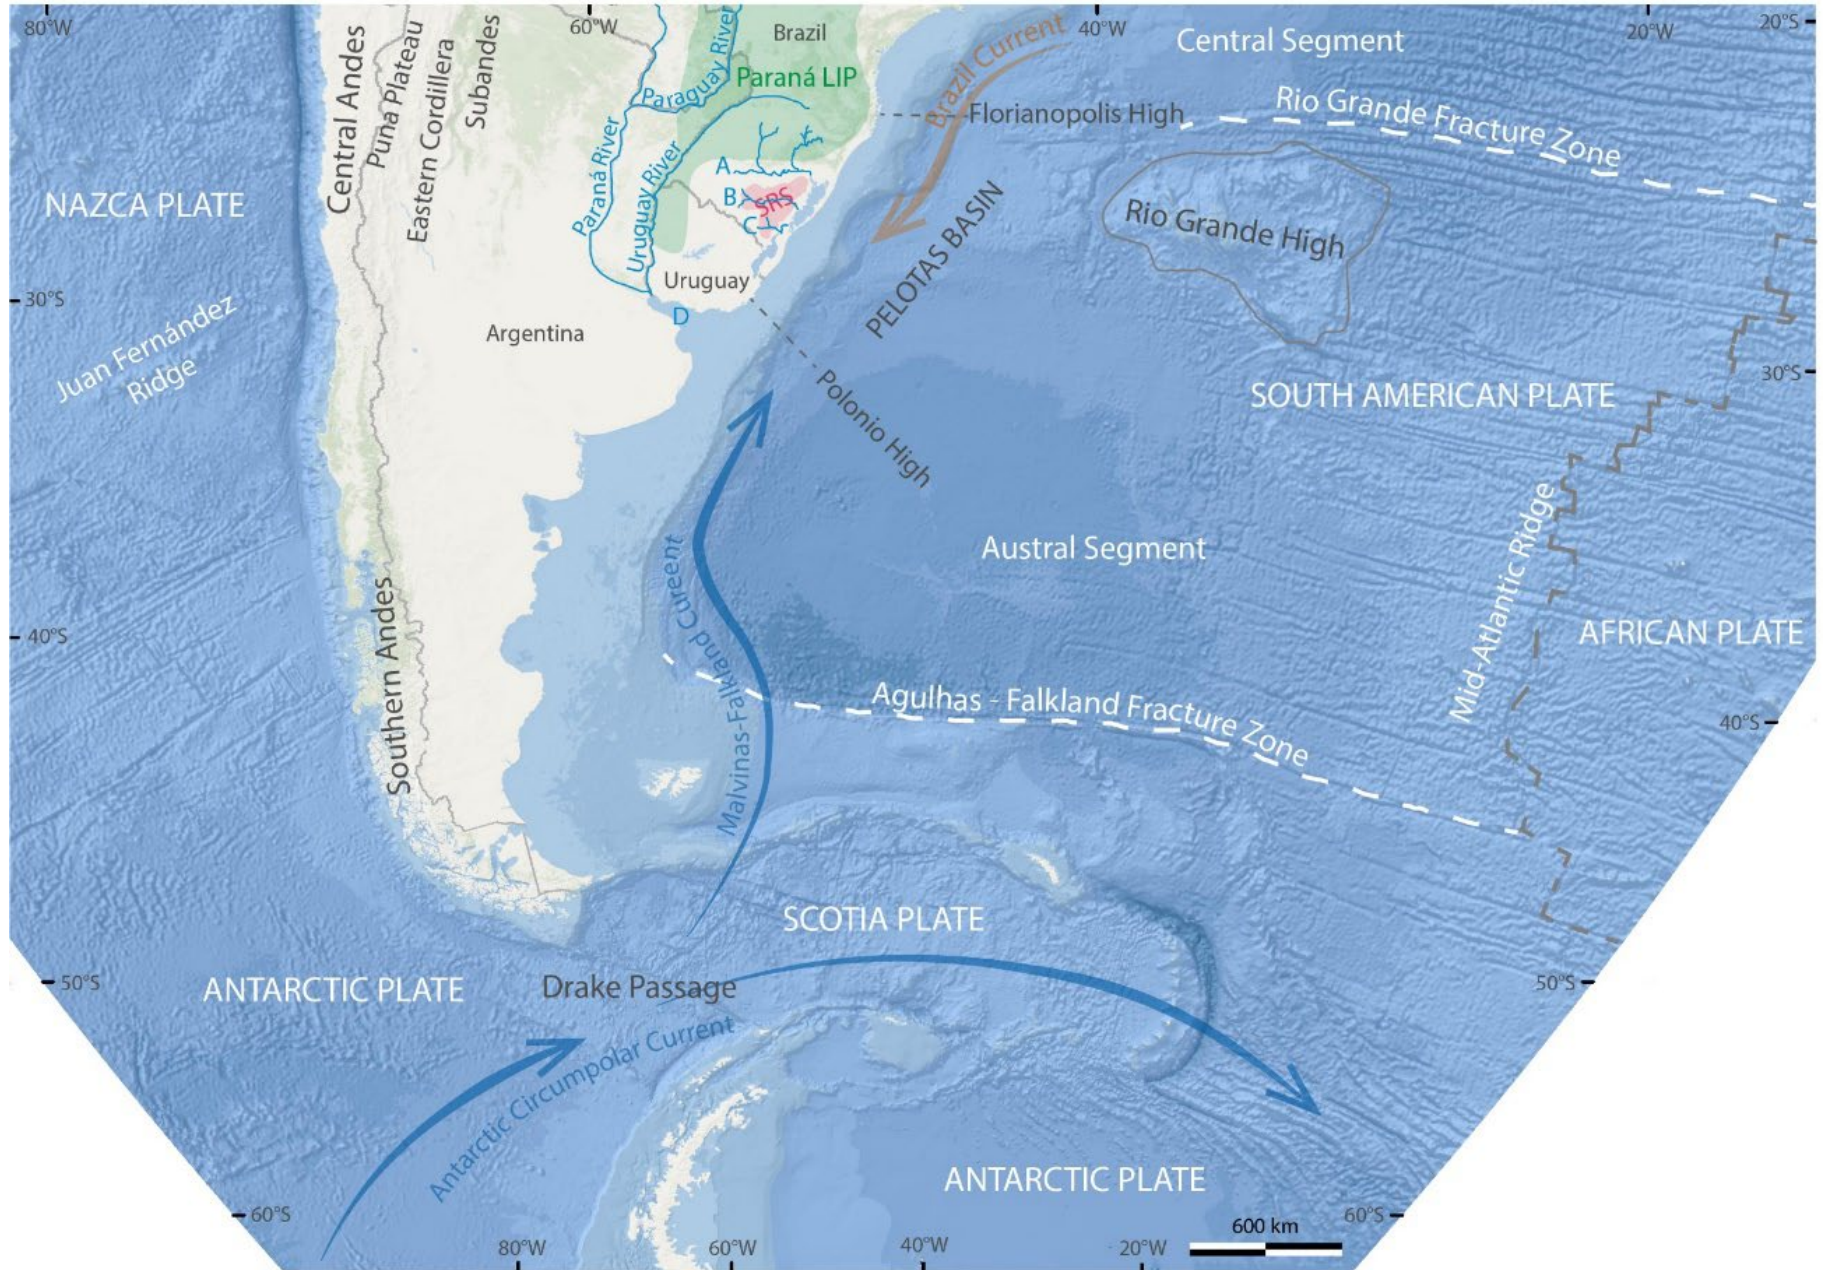 80°W
60°W
40°W
20°W
20°S
Central Andes
Puna Plateau
Eastern Cordillera
Subandes
Paraguay River
Brazil
Paraná LIP
Brazil Current
Central Segment
Florianopolis High
Rio Grande Fracture Zone
NAZCA PLATE
Paraná River
Uruguay River
A
B
SRS
C
PELOTAS BASIN
Rio Grande High
30°S
Uruguay
D
Argentina
Juan Fernández
Ridge
Polonio High
SOUTH AMERICAN PLATE
30°S
Austral Segment
Mid-Atlantic Ridge
AFRICAN PLATE
40°S
Southern Andes
Malvinas-Falkland Cureent
Agulhas - Falkland Fracture Zone
40°S
SCOTIA PLATE
50°S
ANTARCTIC PLATE
Drake Passage
50°S
Antarctic Circumpolar Current
ANTARCTIC PLATE
60°S
60°S
600 km
80°W
60°W
40°W
20°W